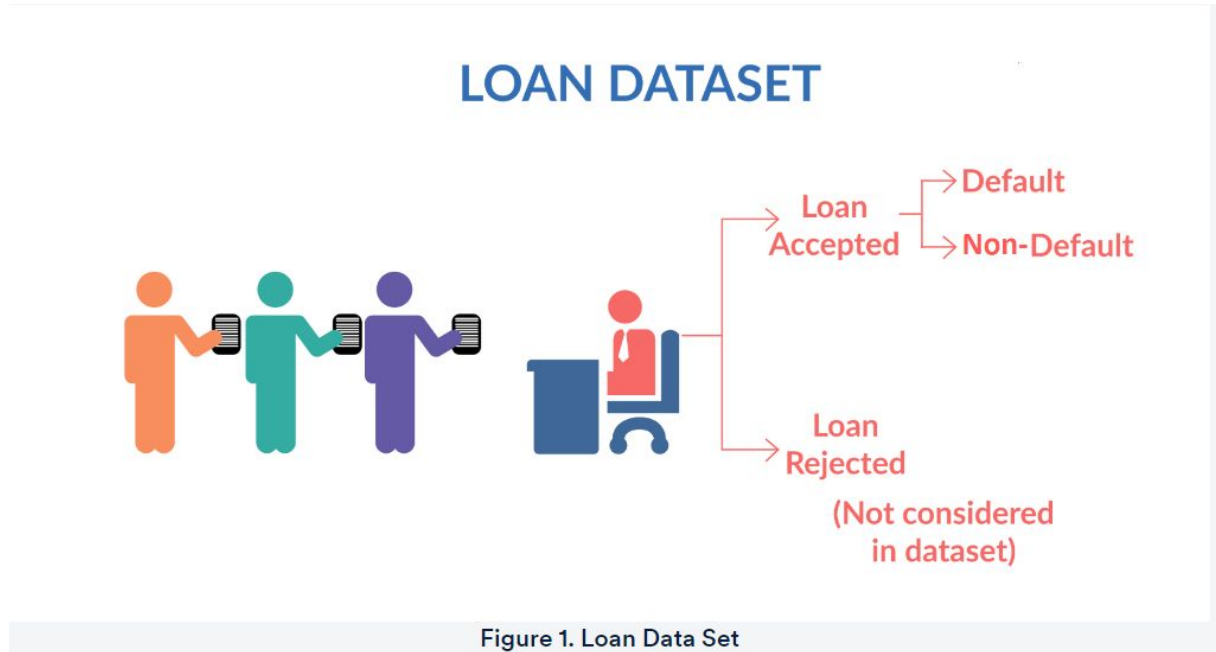 LOAN DATASET
Loan
Accepted
Default
Non-Default
Loan
Rejected
(Not considered
in dataset)
Figure 1. Loan Data Set